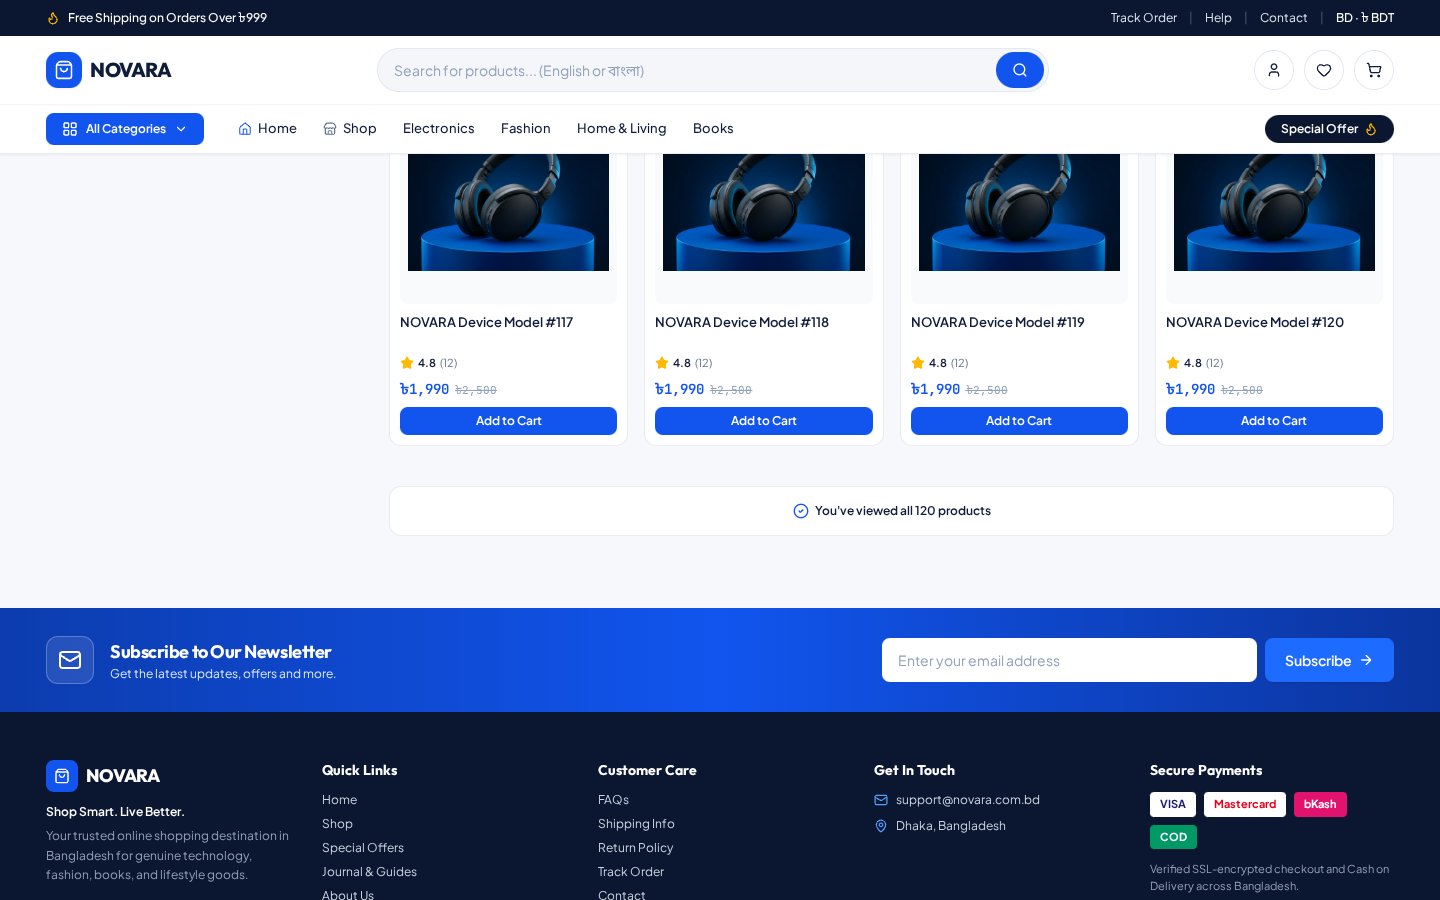 Free Shipping on Orders Over ৳999
Track Order | Help | Contact | BD · ৳ BDT
NOVARA
Search for products... (English or বাংলা)
All Categories
Home
Shop
Electronics
Fashion
Home & Living
Books
Special Offer
NOVARA Device Model #117
4.8 (12)
৳1,990 ৳2,500
Add to Cart
NOVARA Device Model #118
4.8 (12)
৳1,990 ৳2,500
Add to Cart
NOVARA Device Model #119
4.8 (12)
৳1,990 ৳2,500
Add to Cart
NOVARA Device Model #120
4.8 (12)
৳1,990 ৳2,500
Add to Cart
You've viewed all 120 products
Subscribe to Our Newsletter
Get the latest updates, offers and more.
Enter your email address
Subscribe
NOVARA
Shop Smart. Live Better.
Your trusted online shopping destination in
Bangladesh for genuine technology,
fashion, books, and lifestyle goods.
Quick Links
Home
Shop
Special Offers
Journal & Guides
About Us
Customer Care
FAQs
Shipping Info
Return Policy
Track Order
Contact
Get In Touch
support@novara.com.bd
Dhaka, Bangladesh
Secure Payments
VISA
Mastercard
bKash
COD
Verified SSL-encrypted checkout and Cash on
Delivery across Bangladesh.